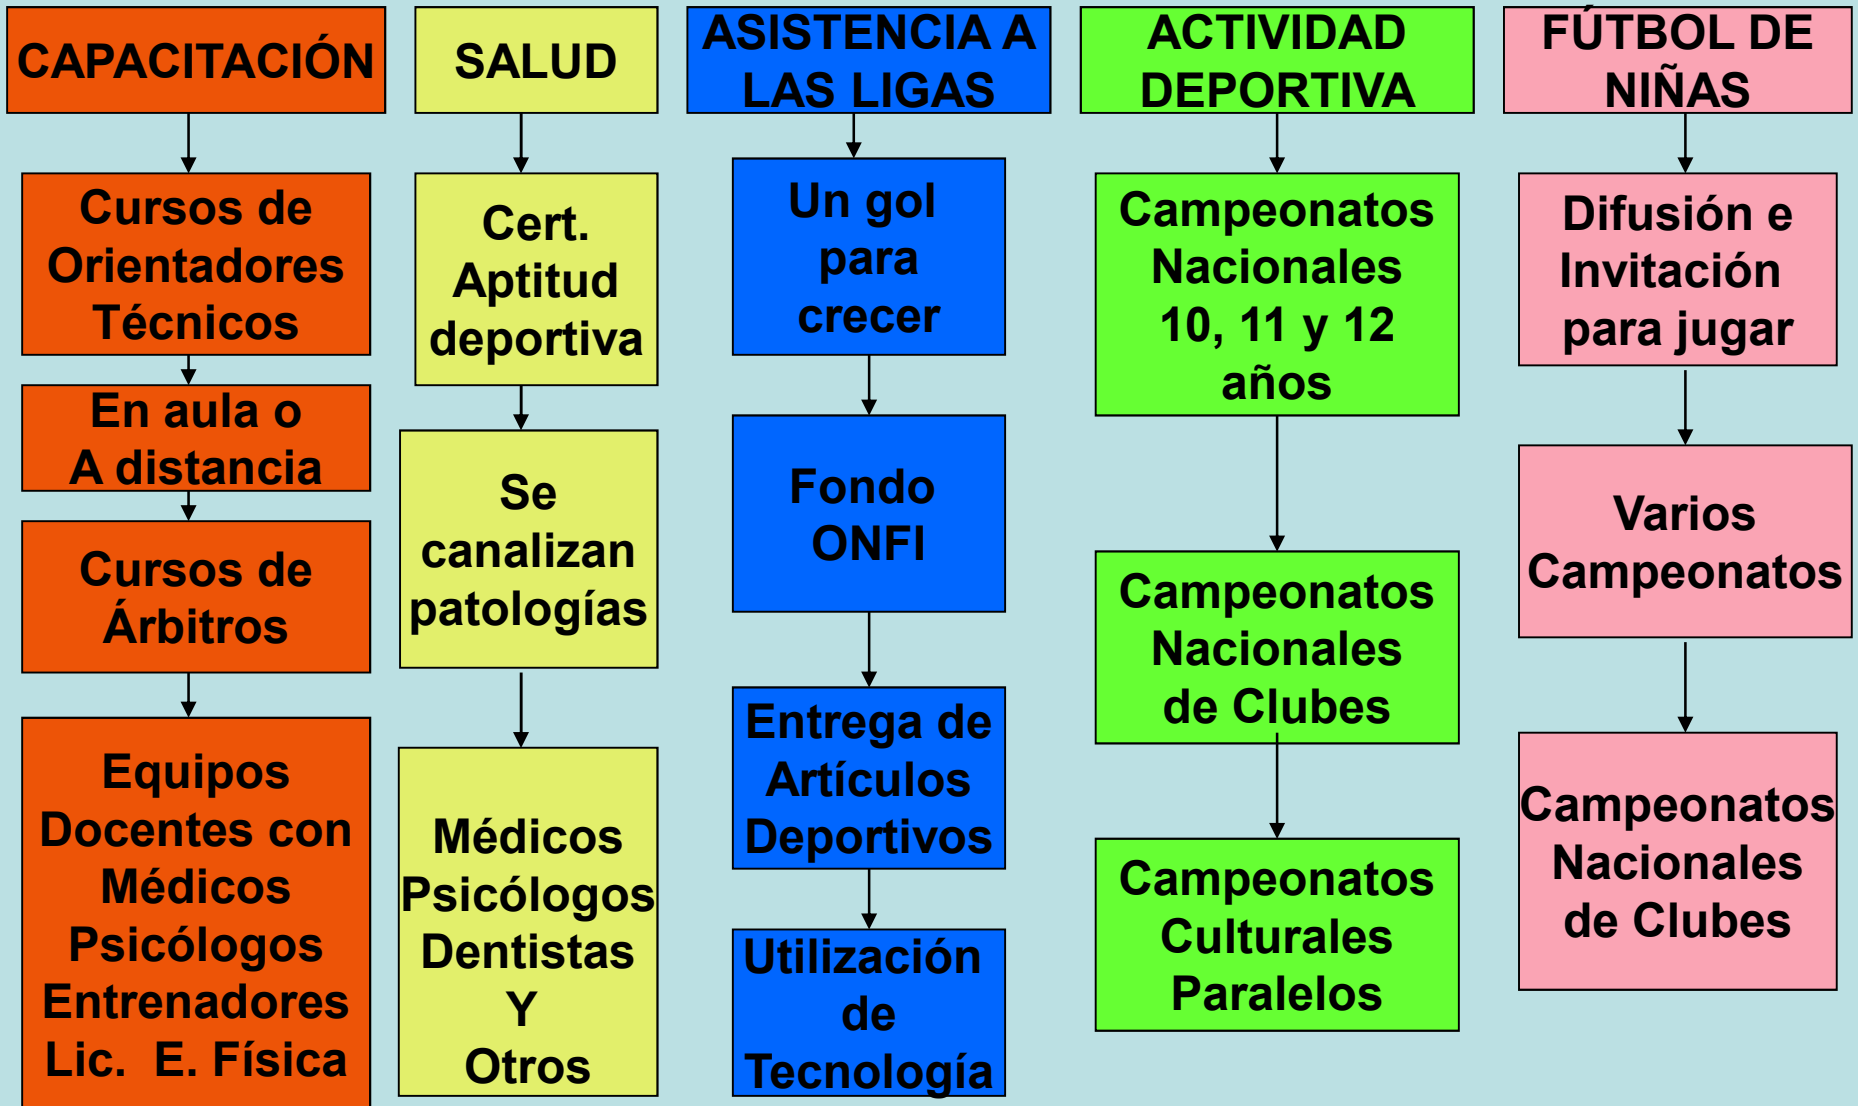 CAPACITACIÓN
Cursos de
Orientadores
Técnicos
En aula o
A distancia
Cursos de
Árbitros
Equipos
Docentes con
Médicos
Psicólogos
Entrenadores
Lic. E. Física
SALUD
Cert.
Aptitud
deportiva
Se
canalizan
patologías
Médicos
Psicólogos
Dentistas
Y
Otros
ASISTENCIA A
LAS LIGAS
Un gol
para
crecer
Fondo
ONFI
Entrega de
Artículos
Deportivos
Utilización
de
Tecnología
ACTIVIDAD
DEPORTIVA
Campeonatos
Nacionales
10, 11 y 12
años
Campeonatos
Nacionales
de Clubes
Campeonatos
Culturales
Paralelos
FÚTBOL DE
NIÑAS
Difusión e
Invitación
para jugar
Varios
Campeonatos
Campeonatos
Nacionales
de Clubes